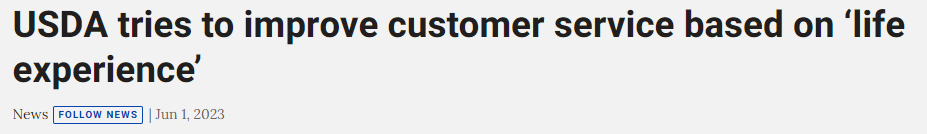 USDA tries to improve customer service based on ‘life
experience’
News FOLLOW NEWS | Jun 1, 2023